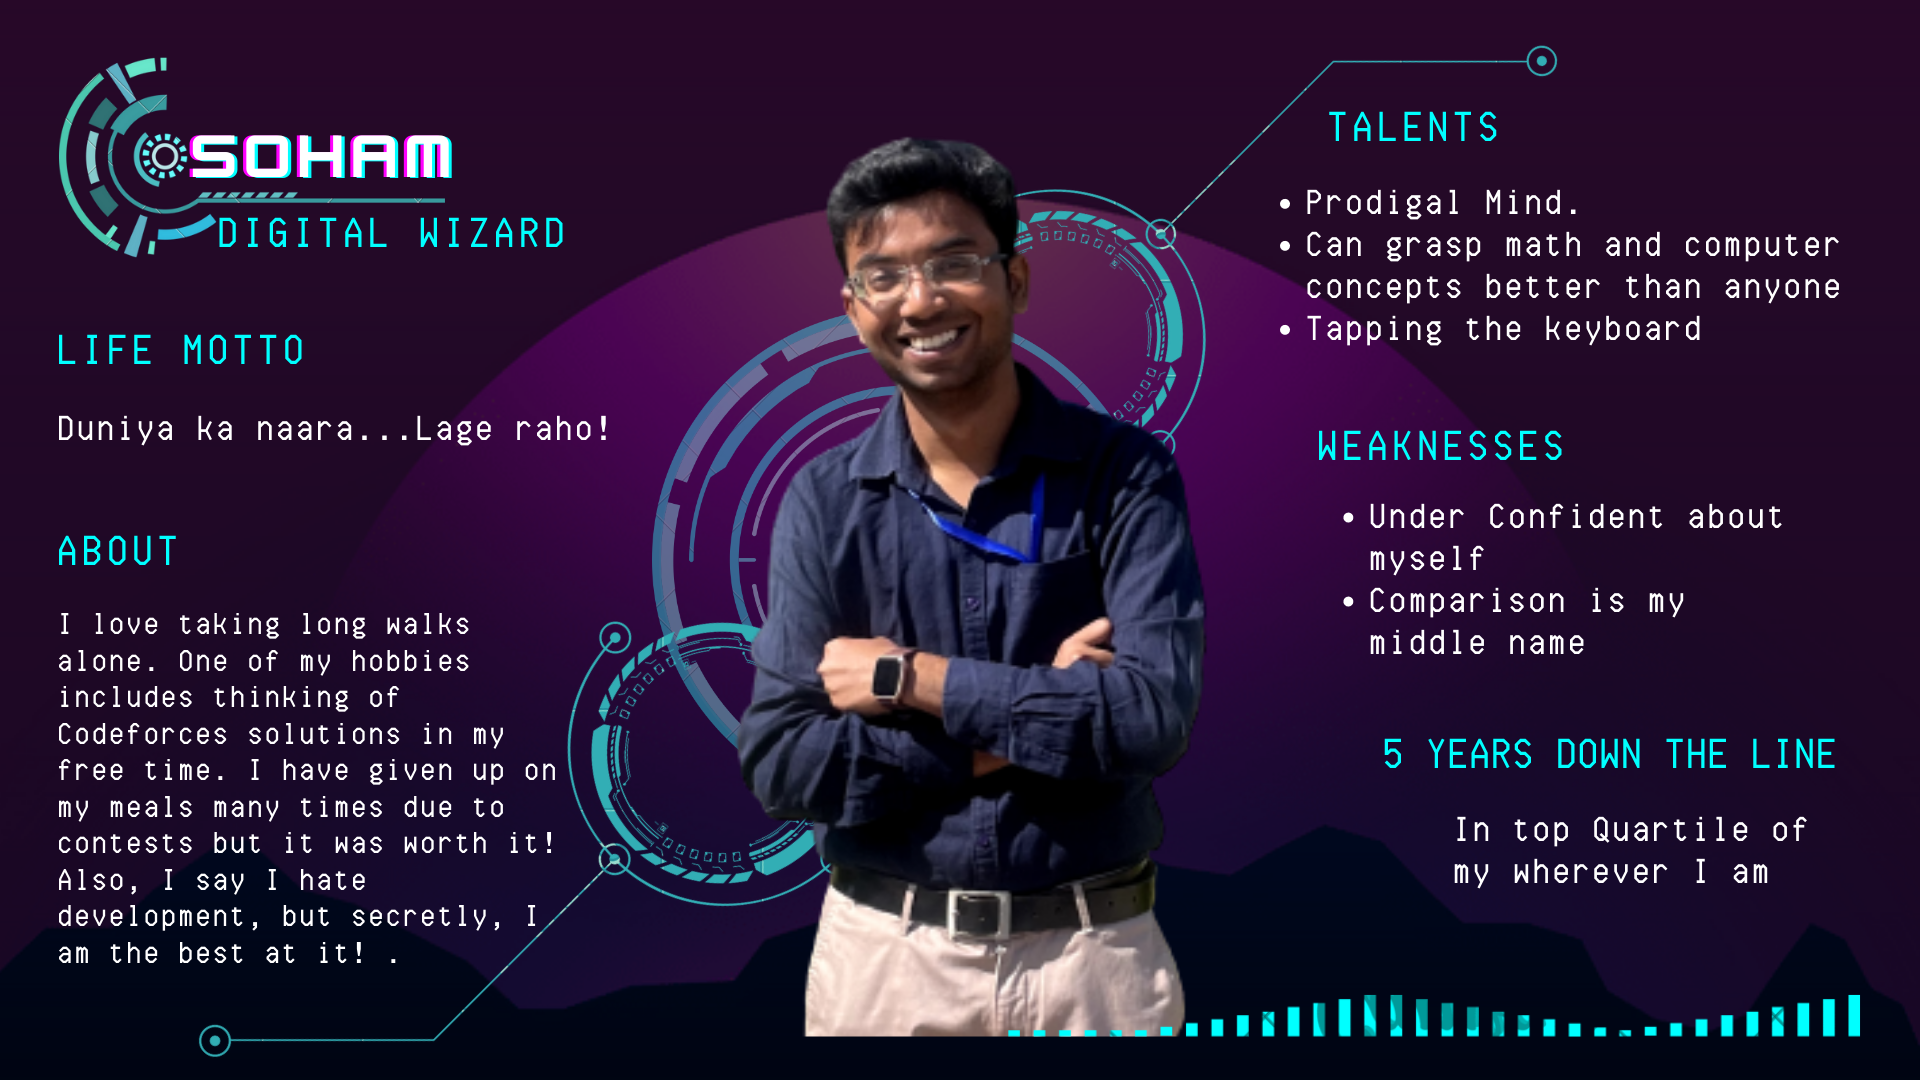 SOHAM
DIGITAL WIZARD
LIFE MOTTO
Duniya ka naara...Lage raho!
ABOUT
I love taking long walks
alone. One of my hobbies
includes thinking of
Codeforces solutions in my
free time. I have given up on
my meals many times due to
contests but it was worth it!
Also, I say I hate
development, but secretly, I
am the best at it! .
TALENTS
• Prodigal Mind.
• Can grasp math and computer
concepts better than anyone
• Tapping the keyboard
WEAKNESSES
• Under Confident about
myself
• Comparison is my
middle name
5 YEARS DOWN THE LINE
In top Quartile of
my wherever I am